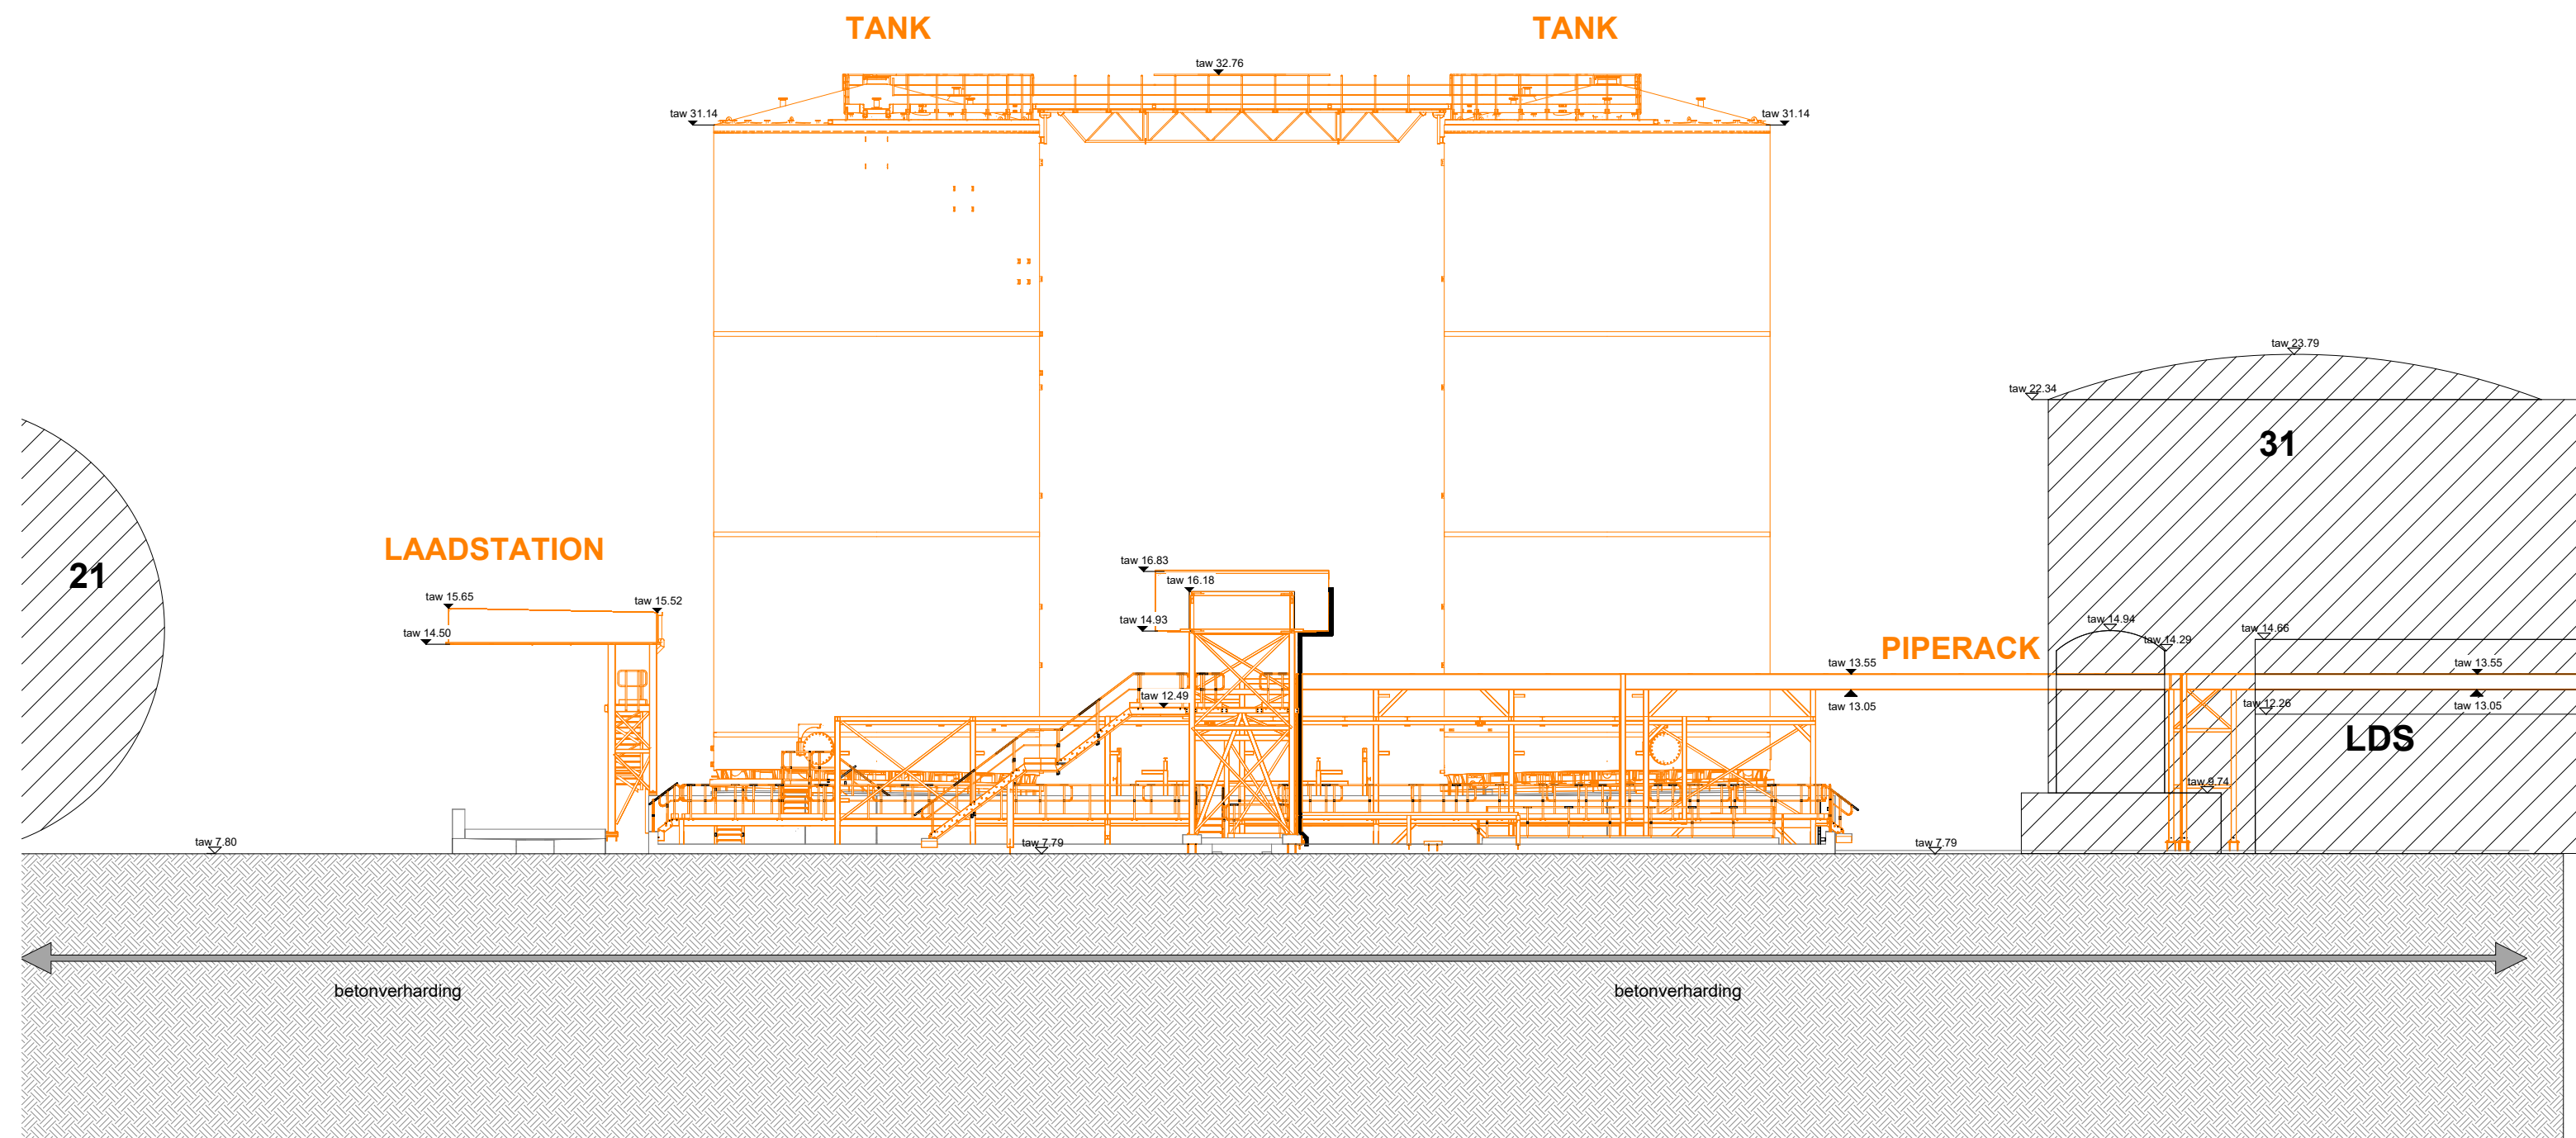 TANK TANK
taw 32.76
taw 31.14 taw 31.14
taw 23.79
taw 22.34
31
LAADSTATION
21
taw 16.83
taw 16.18
taw 15.65 taw 15.52
taw 14.93 taw 14.94
taw 14.50 taw 14.29 taw 14.66
PIPERACK
taw 13.55 taw 13.55
taw 12.49 taw 12.26
taw 13.05 taw 13.05
LDS
taw 9.74
taw 7.80 taw 7.79 taw 7.79
betonverharding betonverharding